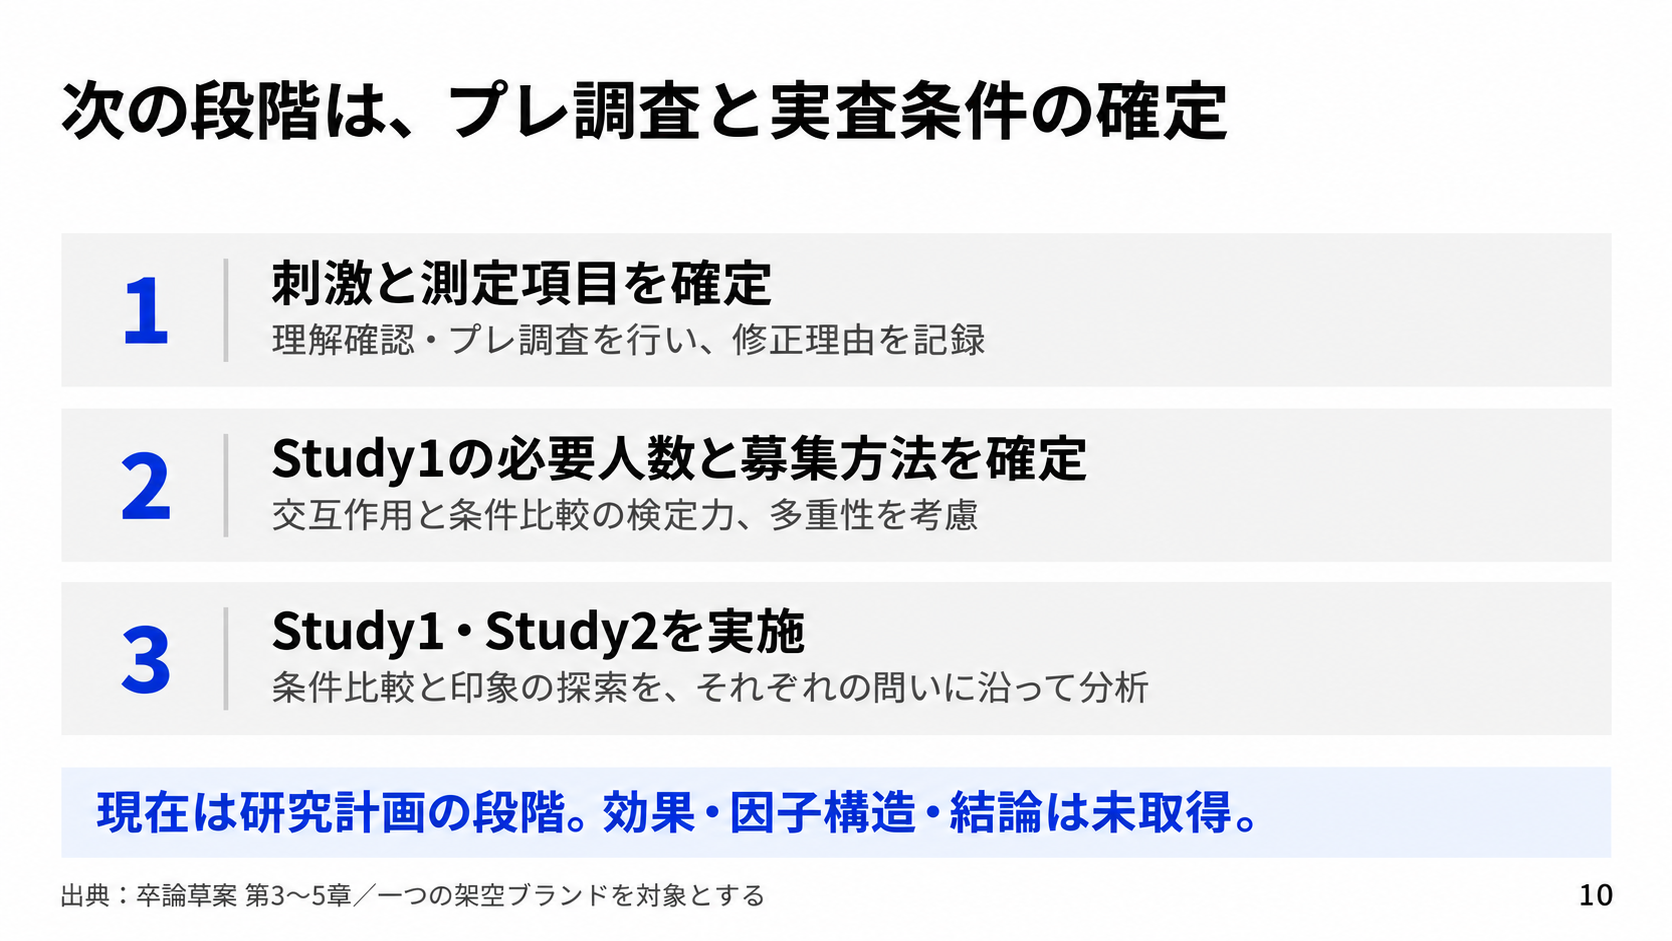 次の段階は、プレ調査と実査条件の確定
1
刺激と測定項目を確定
理解確認・プレ調査を行い、修正理由を記録
2
Study1の必要人数と募集方法を確定
交互作用と条件比較の検定力、多重性を考慮
3
Study1・Study2を実施
条件比較と印象の探索を、それぞれの問いに沿って分析
現在は研究計画の段階。効果・因子構造・結論は未取得。
出典：卒論草案 第3〜5章／一つの架空ブランドを対象とする
10